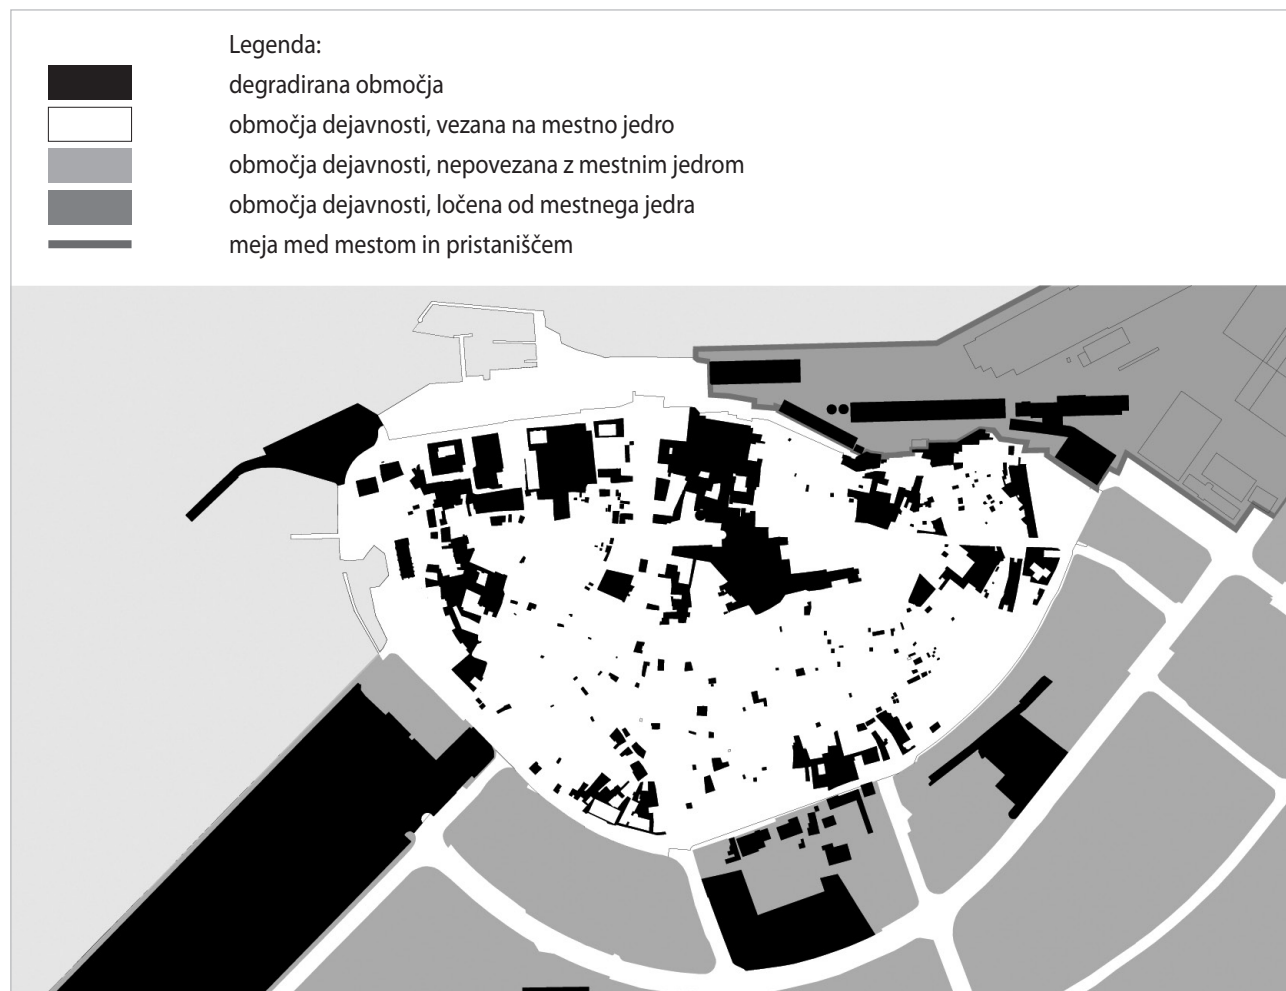 Legenda:
degradirana območja
območja dejavnosti, vezana na mestno jedro
območja dejavnosti, nepovezana z mestnim jedrom
območja dejavnosti, ločena od mestnega jedra
meja med mestom in pristaniščem